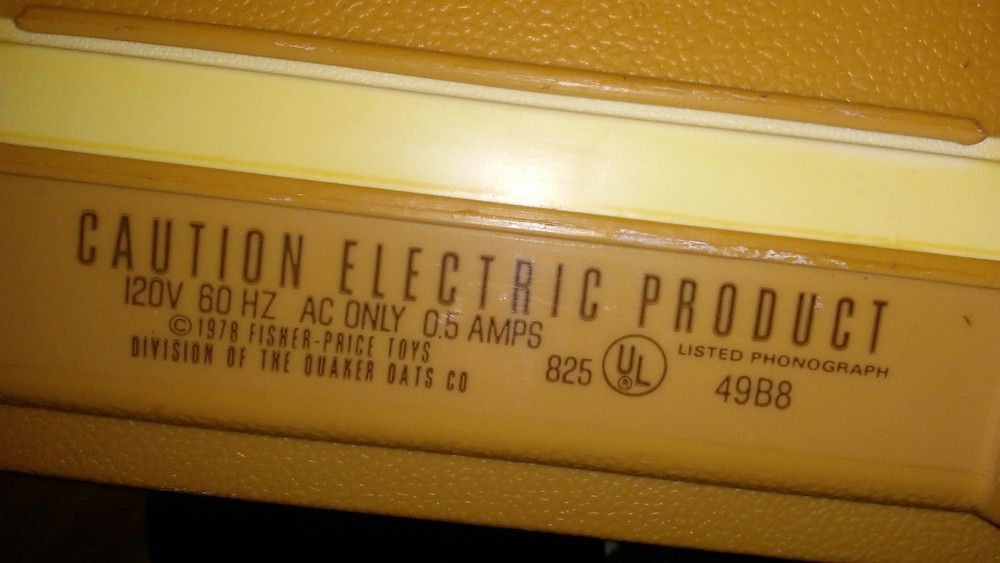 CAUTION ELECTRIC PRODUCT
120V 60 HZ AC ONLY 0.5 AMPS
©1978 FISHER-PRICE TOYS
DIVISION OF THE QUAKER OATS CO
825 UL ® LISTED PHONOGRAPH
49B8